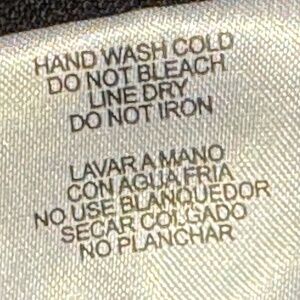 HAND WASH COLD
DO NOT BLEACH
LINE DRY
DO NOT IRON
LAVAR A MANO
CON AGUA FRIA
NO USE BLANQUEDOR
SECAR COLGADO
NO PLANCHAR